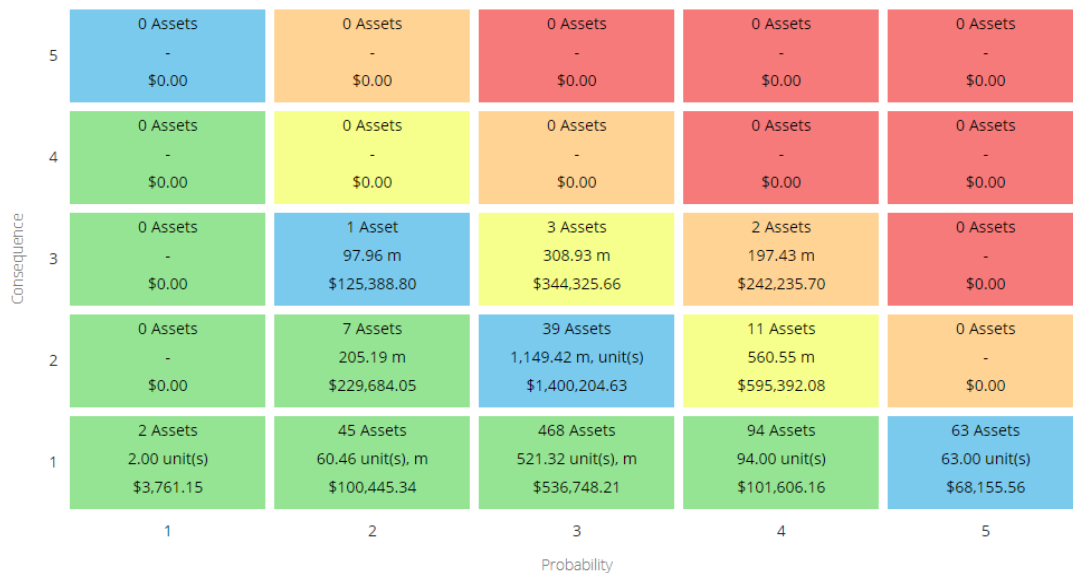 0 Assets
-
$0.00
0 Assets
-
$0.00
0 Assets
-
$0.00
0 Assets
-
$0.00
0 Assets
-
$0.00
5
0 Assets
-
$0.00
0 Assets
-
$0.00
0 Assets
-
$0.00
0 Assets
-
$0.00
0 Assets
-
$0.00
4
0 Assets
-
$0.00
1 Asset
97.96 m
$125,388.80
3 Assets
308.93 m
$344,325.66
2 Assets
197.43 m
$242,235.70
0 Assets
-
$0.00
3
Consequence
0 Assets
-
$0.00
7 Assets
205.19 m
$229,684.05
39 Assets
1,149.42 m, unit(s)
$1,400,204.63
11 Assets
560.55 m
$595,392.08
0 Assets
-
$0.00
2
2 Assets
2.00 unit(s)
$3,761.15
45 Assets
60.46 unit(s), m
$100,445.34
468 Assets
521.32 unit(s), m
$536,748.21
94 Assets
94.00 unit(s)
$101,606.16
63 Assets
63.00 unit(s)
$68,155.56
1
1
2
3
4
5
Probability